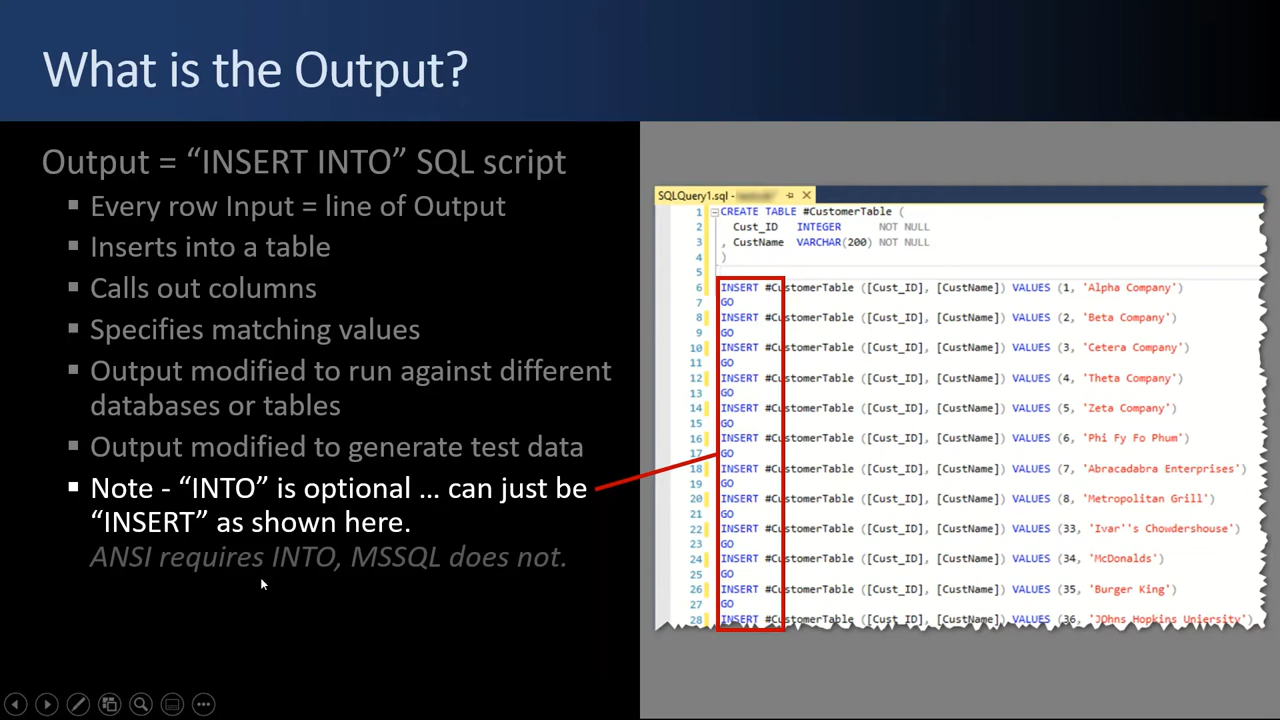 What is the Output?
Output = “INSERT INTO” SQL script
▪ Every row Input = line of Output
▪ Inserts into a table
▪ Calls out columns
▪ Specifies matching values
▪ Output modified to run against different
databases or tables
▪ Output modified to generate test data
▪ Note - “INTO” is optional … can just be
“INSERT” as shown here.
ANSI requires INTO, MSSQL does not.
SQLQuery1.sql -
1 CREATE TABLE #CustomerTable (
2 Cust_ID INTEGER NOT NULL
3 , CustName VARCHAR(200) NOT NULL
4 )
5
6 INSERT #CustomerTable ([Cust_ID], [CustName]) VALUES (1, 'Alpha Company')
7 GO
8 INSERT #CustomerTable ([Cust_ID], [CustName]) VALUES (2, 'Beta Company')
9 GO
10 INSERT #CustomerTable ([Cust_ID], [CustName]) VALUES (3, 'Cetera Company')
11 GO
12 INSERT #CustomerTable ([Cust_ID], [CustName]) VALUES (4, 'Theta Company')
13 GO
14 INSERT #CustomerTable ([Cust_ID], [CustName]) VALUES (5, 'Zeta Company')
15 GO
16 INSERT #CustomerTable ([Cust_ID], [CustName]) VALUES (6, 'Phi Fy Fo Phum')
17 GO
18 INSERT #CustomerTable ([Cust_ID], [CustName]) VALUES (7, 'Abracadabra Enterprises')
19 GO
20 INSERT #CustomerTable ([Cust_ID], [CustName]) VALUES (8, 'Metropolitan Grill')
21 GO
22 INSERT #CustomerTable ([Cust_ID], [CustName]) VALUES (33, 'Ivar''s Chowdershouse')
23 GO
24 INSERT #CustomerTable ([Cust_ID], [CustName]) VALUES (34, 'McDonalds')
25 GO
26 INSERT #CustomerTable ([Cust_ID], [CustName]) VALUES (35, 'Burger King')
27 GO
28 INSERT #CustomerTable ([Cust_ID], [CustName]) VALUES (36, 'JOhns Hopkins Uniersity')